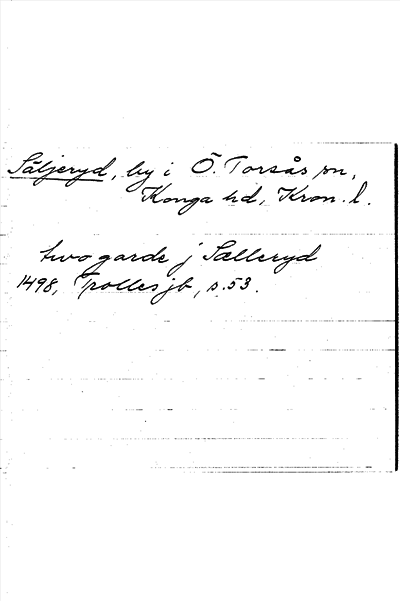 Säljeryd, by i Ö. Torsås sn,
Konga hd, Kron. l.
two garde j Sælleryd
1498, Trolles jb, s. 53.